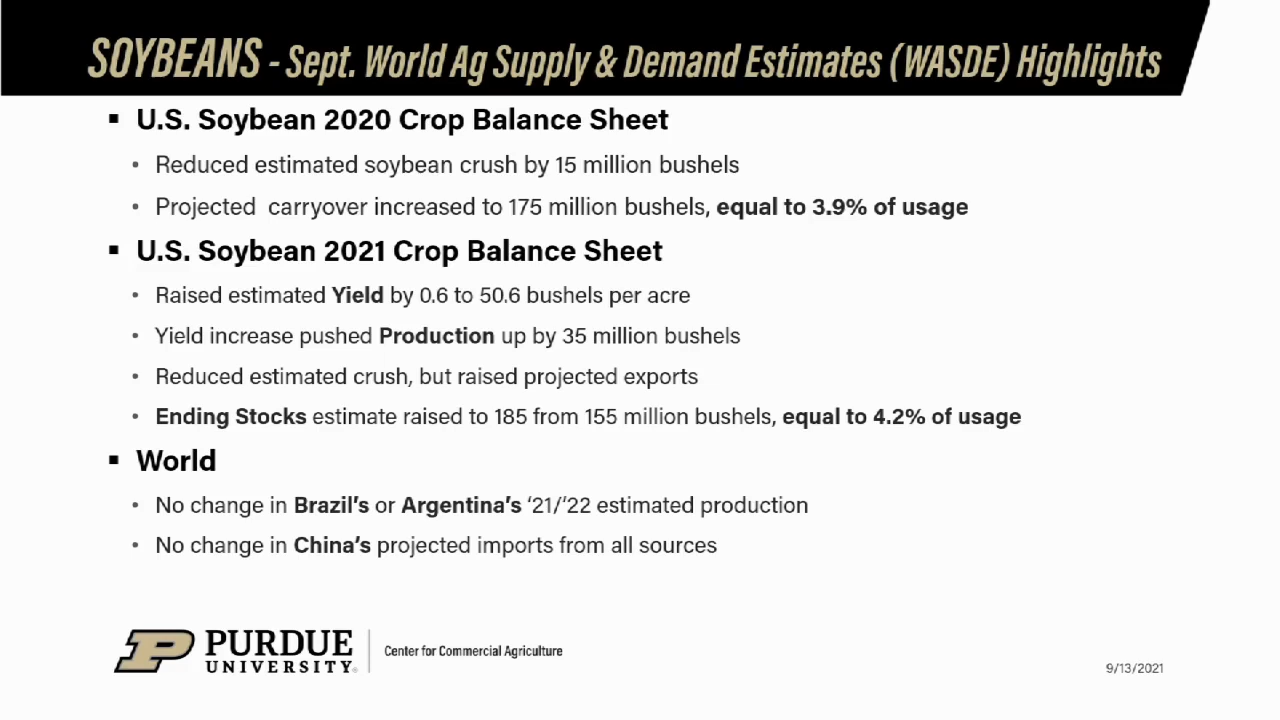 SOYBEANS - Sept. World Ag Supply & Demand Estimates (WASDE) Highlights
▪ U.S. Soybean 2020 Crop Balance Sheet
• Reduced estimated soybean crush by 15 million bushels
• Projected carryover increased to 175 million bushels, equal to 3.9% of usage
▪ U.S. Soybean 2021 Crop Balance Sheet
• Raised estimated Yield by 0.6 to 50.6 bushels per acre
• Yield increase pushed Production up by 35 million bushels
• Reduced estimated crush, but raised projected exports
• Ending Stocks estimate raised to 185 from 155 million bushels, equal to 4.2% of usage
▪ World
• No change in Brazil’s or Argentina’s ‘21/‘22 estimated production
• No change in China’s projected imports from all sources
P PURDUE UNIVERSITY®
Center for Commercial Agriculture
9/13/2021